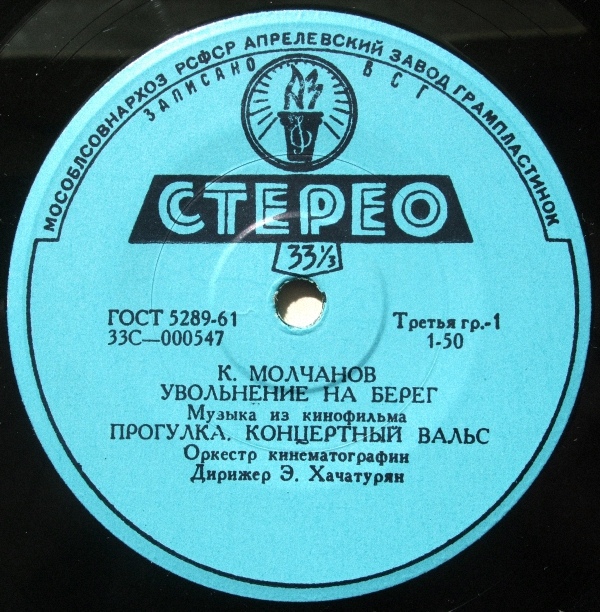 МОСОБЛСОВНАРХОЗ РСФСР АПРЕЛЕВСКИЙ ЗАВОД ГРАМПЛАСТИНОК
ЗАПИСАНО ВСГ
СТЕРЕО
33⅓
ГОСТ 5289-61
33С—000547
Третья гр.-1
1-50
К. МОЛЧАНОВ
УВОЛЬНЕНИЕ НА БЕРЕГ
Музыка из кинофильма
ПРОГУЛКА. КОНЦЕРТНЫЙ ВАЛЬС
Оркестр кинематографии
Дирижер Э. Хачатурян